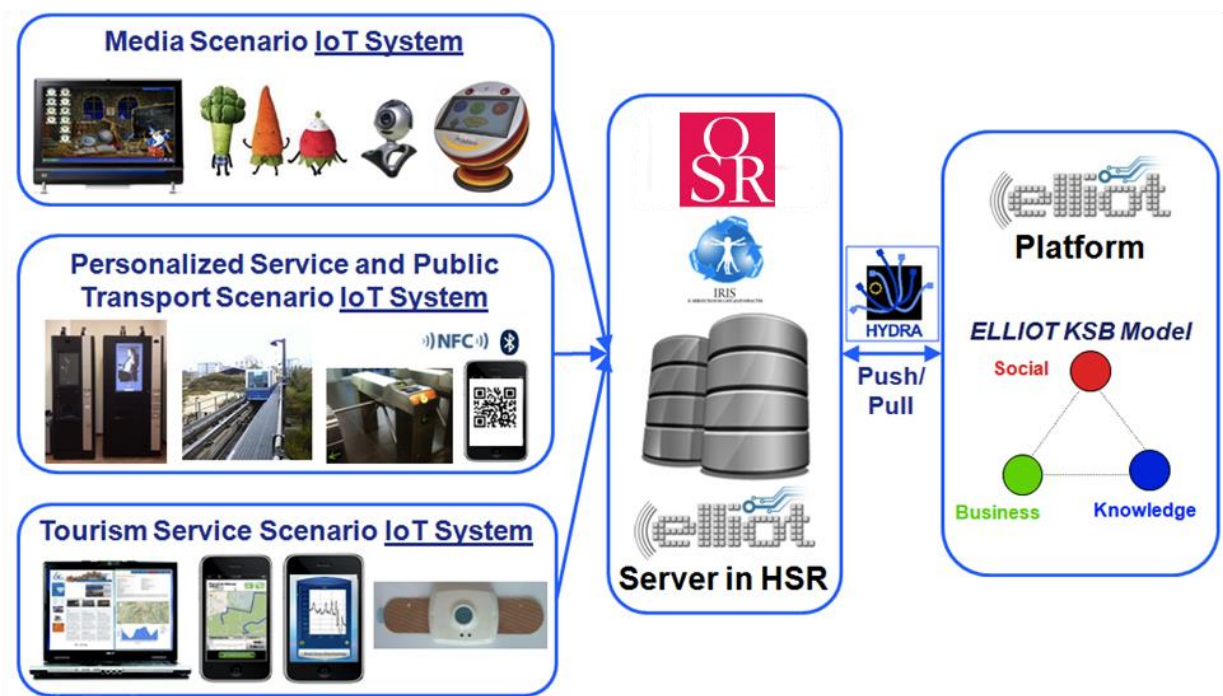 Media Scenario IoT System
Personalized Service and Public
Transport Scenario IoT System
NFC
6
Tourism Service Scenario IoT System
OSR
IRIS
elliot
Server in HSR
HYDRA
Push/
Pull
elliot
Platform
ELLIOT KSB Model
Social
Business
Knowledge